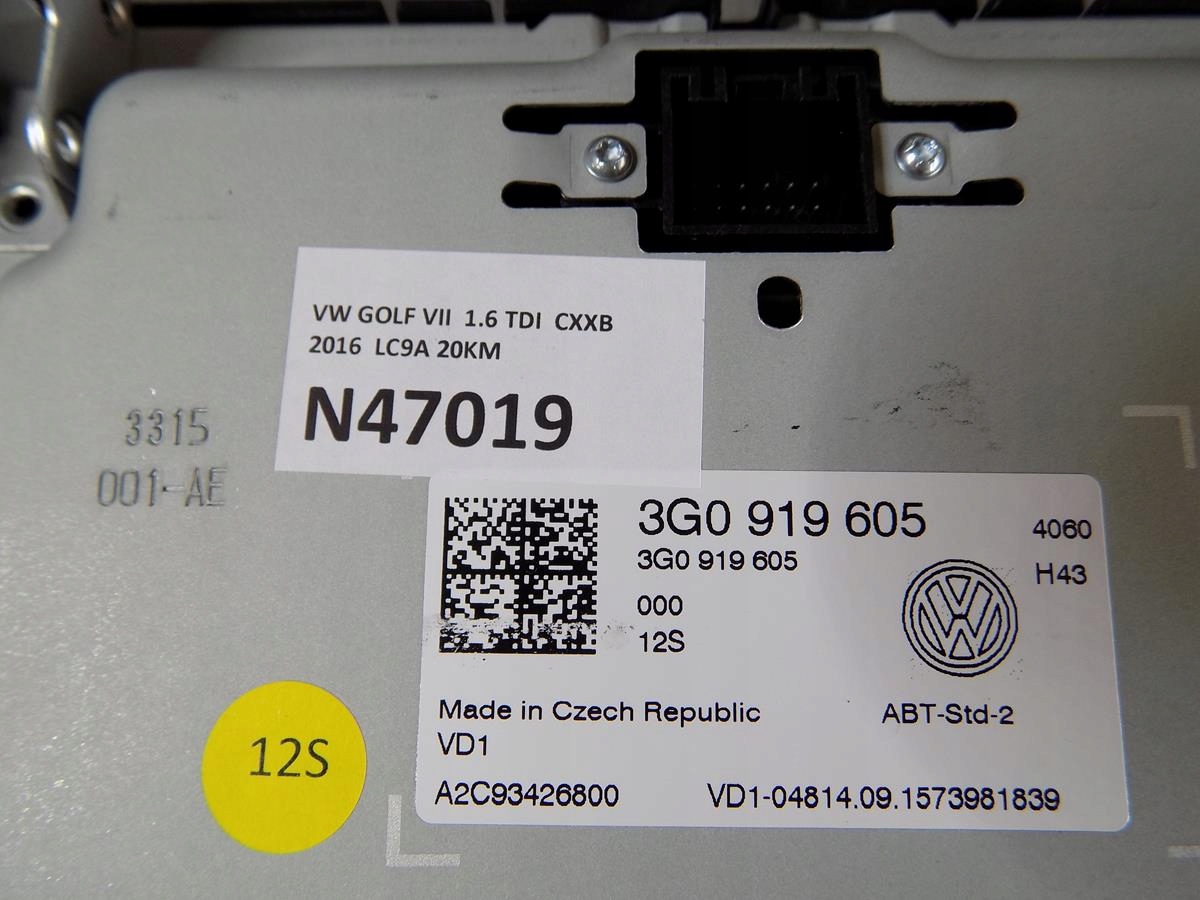 VW GOLF VII 1.6 TDI CXXB
2016 LC9A 20KM
N47019
3315
001-AE
3G0 919 605
4060
3G0 919 605
H43
000
12S
Made in Czech Republic
ABT-Std-2
VD1
A2C93426800
VD1-04814.09.1573981839
12S